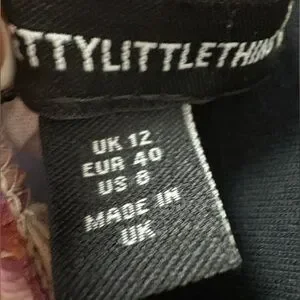 TTYLITTLETHIN
UK 12
EUR 40
US 8
MADE IN
UK